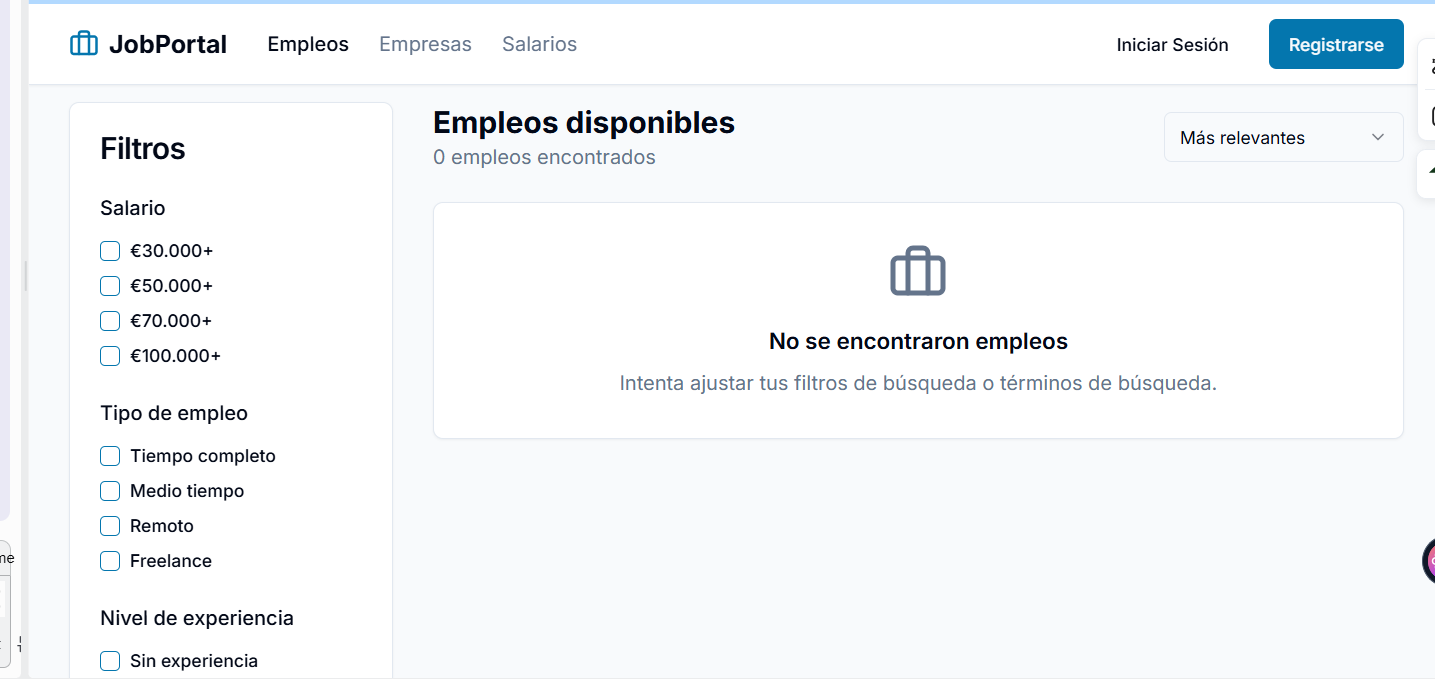 JobPortal Empleos Empresas Salarios Iniciar Sesión Registrarse
Filtros
Salario
€30.000+
€50.000+
€70.000+
€100.000+
Tipo de empleo
Tiempo completo
Medio tiempo
Remoto
Freelance
Nivel de experiencia
Sin experiencia
Empleos disponibles
0 empleos encontrados
Más relevantes
No se encontraron empleos
Intenta ajustar tus filtros de búsqueda o términos de búsqueda.